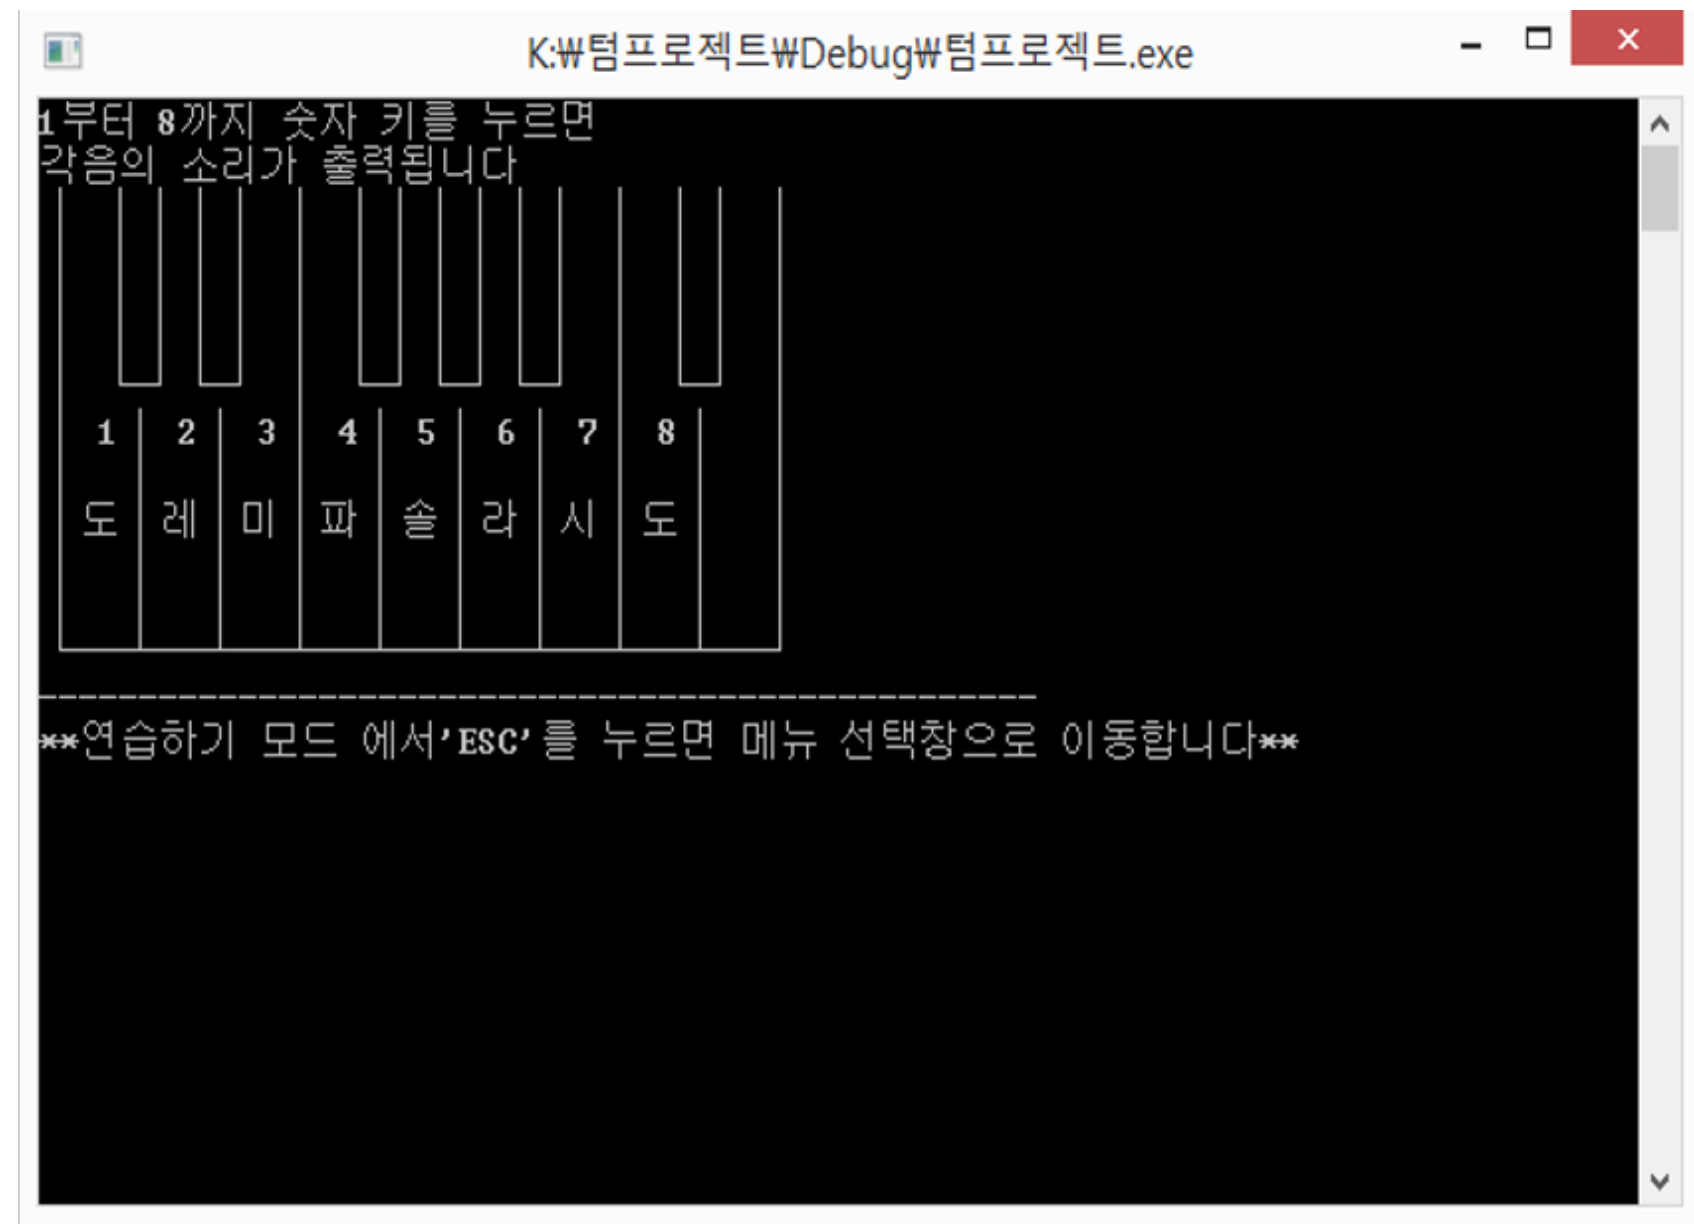 K:₩텀프로젝트₩Debug₩텀프로젝트.exe
1부터 8까지 숫자 키를 누르면
각음의 소리가 출력됩니다
1 2 3 4 5 6 7 8
도 레 미 파 솔 라 시 도
--------------------------------------------------
**연습하기 모드 에서'ESC'를 누르면 메뉴 선택창으로 이동합니다**